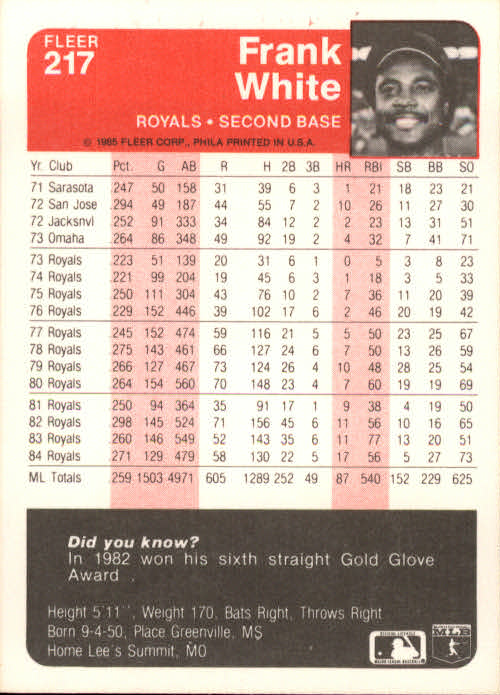 FLEER
217
Frank
White
ROYALS • SECOND BASE
© 1985 FLEER CORP., PHILA PRINTED IN U.S.A.
Yr. Club Pct. G AB R H 2B 3B HR RBI SB BB SO
71 Sarasota .247 50 158 31 39 6 3 1 21 18 23 21
72 San Jose .294 49 187 44 55 7 2 10 26 11 27 30
72 Jacksnvl .252 91 333 34 84 12 2 2 23 13 31 51
73 Omaha .264 86 348 49 92 19 2 4 32 7 41 71
73 Royals .223 51 139 20 31 6 1 0 5 3 8 23
74 Royals .221 99 204 19 45 6 3 1 18 3 5 33
75 Royals .250 111 304 43 76 10 2 7 36 11 20 39
76 Royals .229 152 446 39 102 17 6 2 46 20 19 42
77 Royals .245 152 474 59 116 21 5 5 50 23 25 67
78 Royals .275 143 461 66 127 24 6 7 50 13 26 59
79 Royals .266 127 467 73 124 26 4 10 48 28 25 54
80 Royals .264 154 560 70 148 23 4 7 60 19 19 69
81 Royals .250 94 364 35 91 17 1 9 38 4 19 50
82 Royals .298 145 524 71 156 45 6 11 56 10 16 65
83 Royals .260 146 549 52 143 35 6 11 77 13 20 51
84 Royals .271 129 479 58 130 22 5 17 56 5 27 73
ML Totals .259 1503 4971 605 1289 252 49 87 540 152 229 625
Did you know?
In 1982 won his sixth straight Gold Glove
Award .
Height 5'11'', Weight 170, Bats Right, Throws Right
Born 9-4-50, Place Greenville, MS
Home Lee's Summit, MO